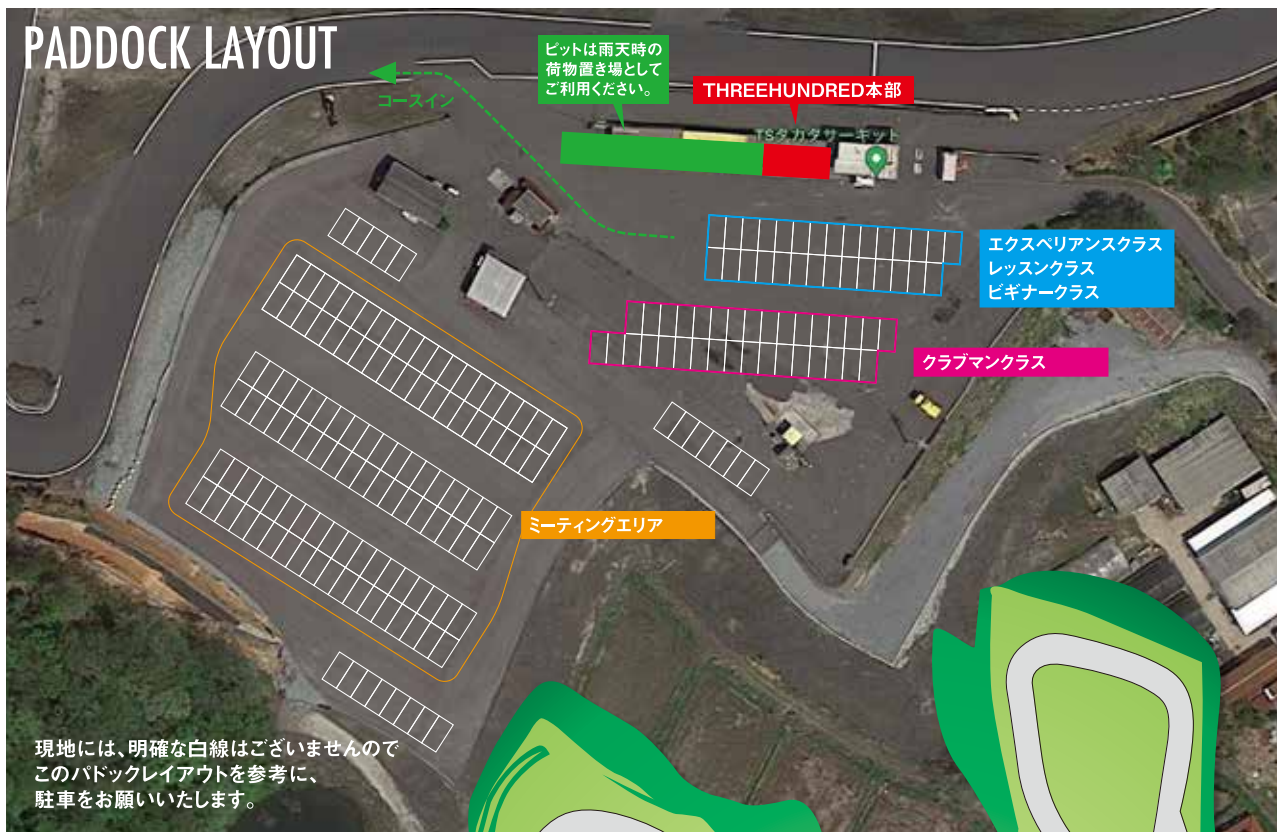 PADDOCK LAYOUT
ピットは雨天時の
荷物置き場として
ご利用ください。
コースイン
THREEHUNDRED本部
TSタカタサーキット
エクスペリアンスクラス
レッスンクラス
ビギナークラス
クラブマンクラス
ミーティングエリア
現地には、明確な白線はございませんので
このパドックレイアウトを参考に、
駐車をお願いいたします。